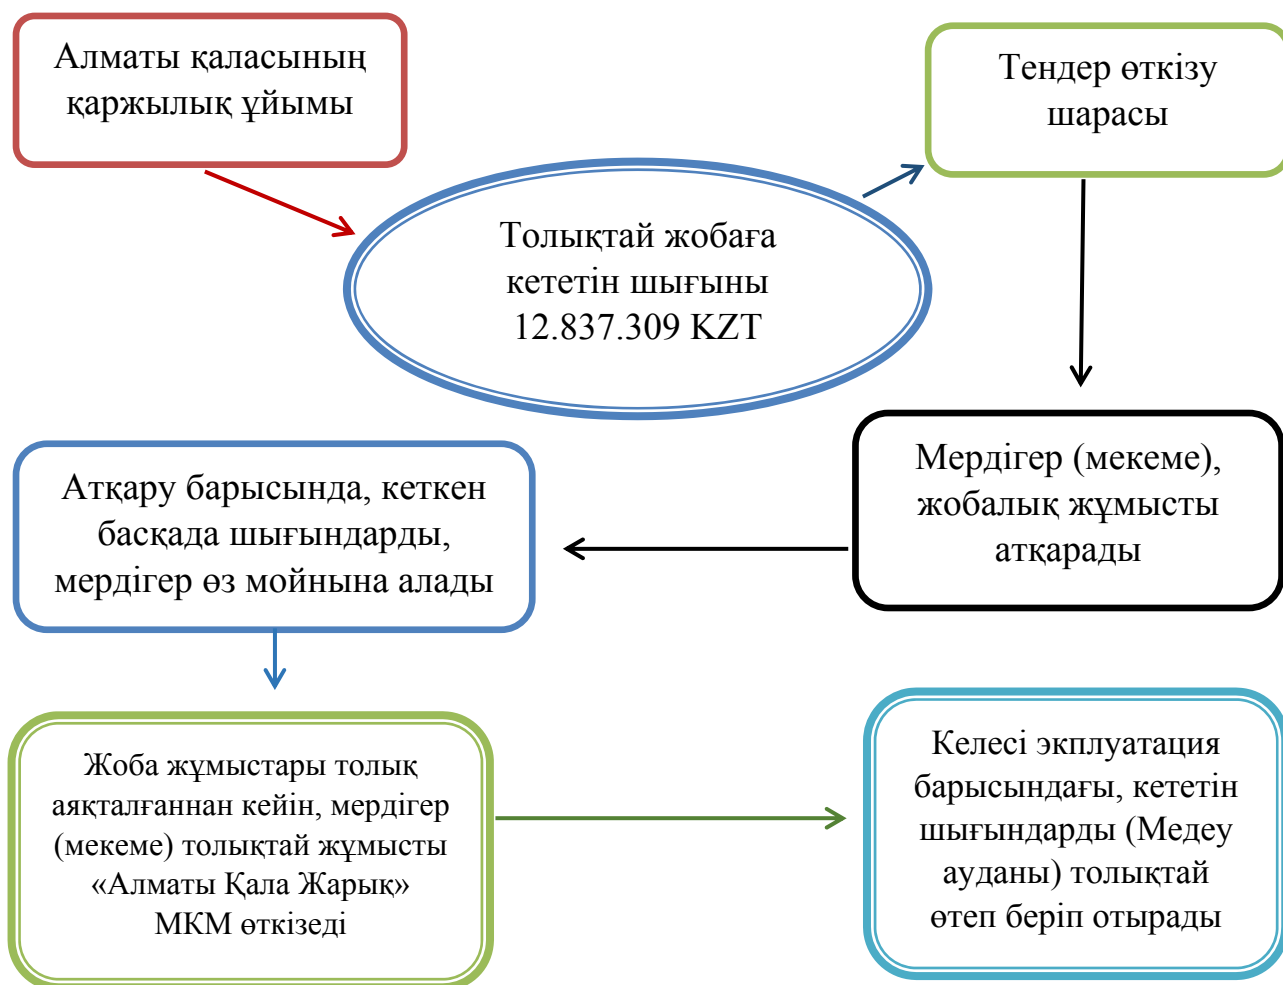 Алматы қаласының
қаржылық ұйымы
Тендер өткізу
шарасы
Толықтай жобаға
кететін шығыны
12.837.309 KZT
Мердігер (мекеме),
жобалық жұмысты
атқарады
Атқару барысында, кеткен
басқада шығындарды,
мердігер өз мойнына алады
Жоба жұмыстары толық
аяқталғаннан кейін, мердігер
(мекеме) толықтай жұмысты
«Алматы Қала Жарық»
МКМ өткізеді
Келесі экплуатация
барысындағы, кететін
шығындарды (Медеу
ауданы) толықтай
өтеп беріп отырады